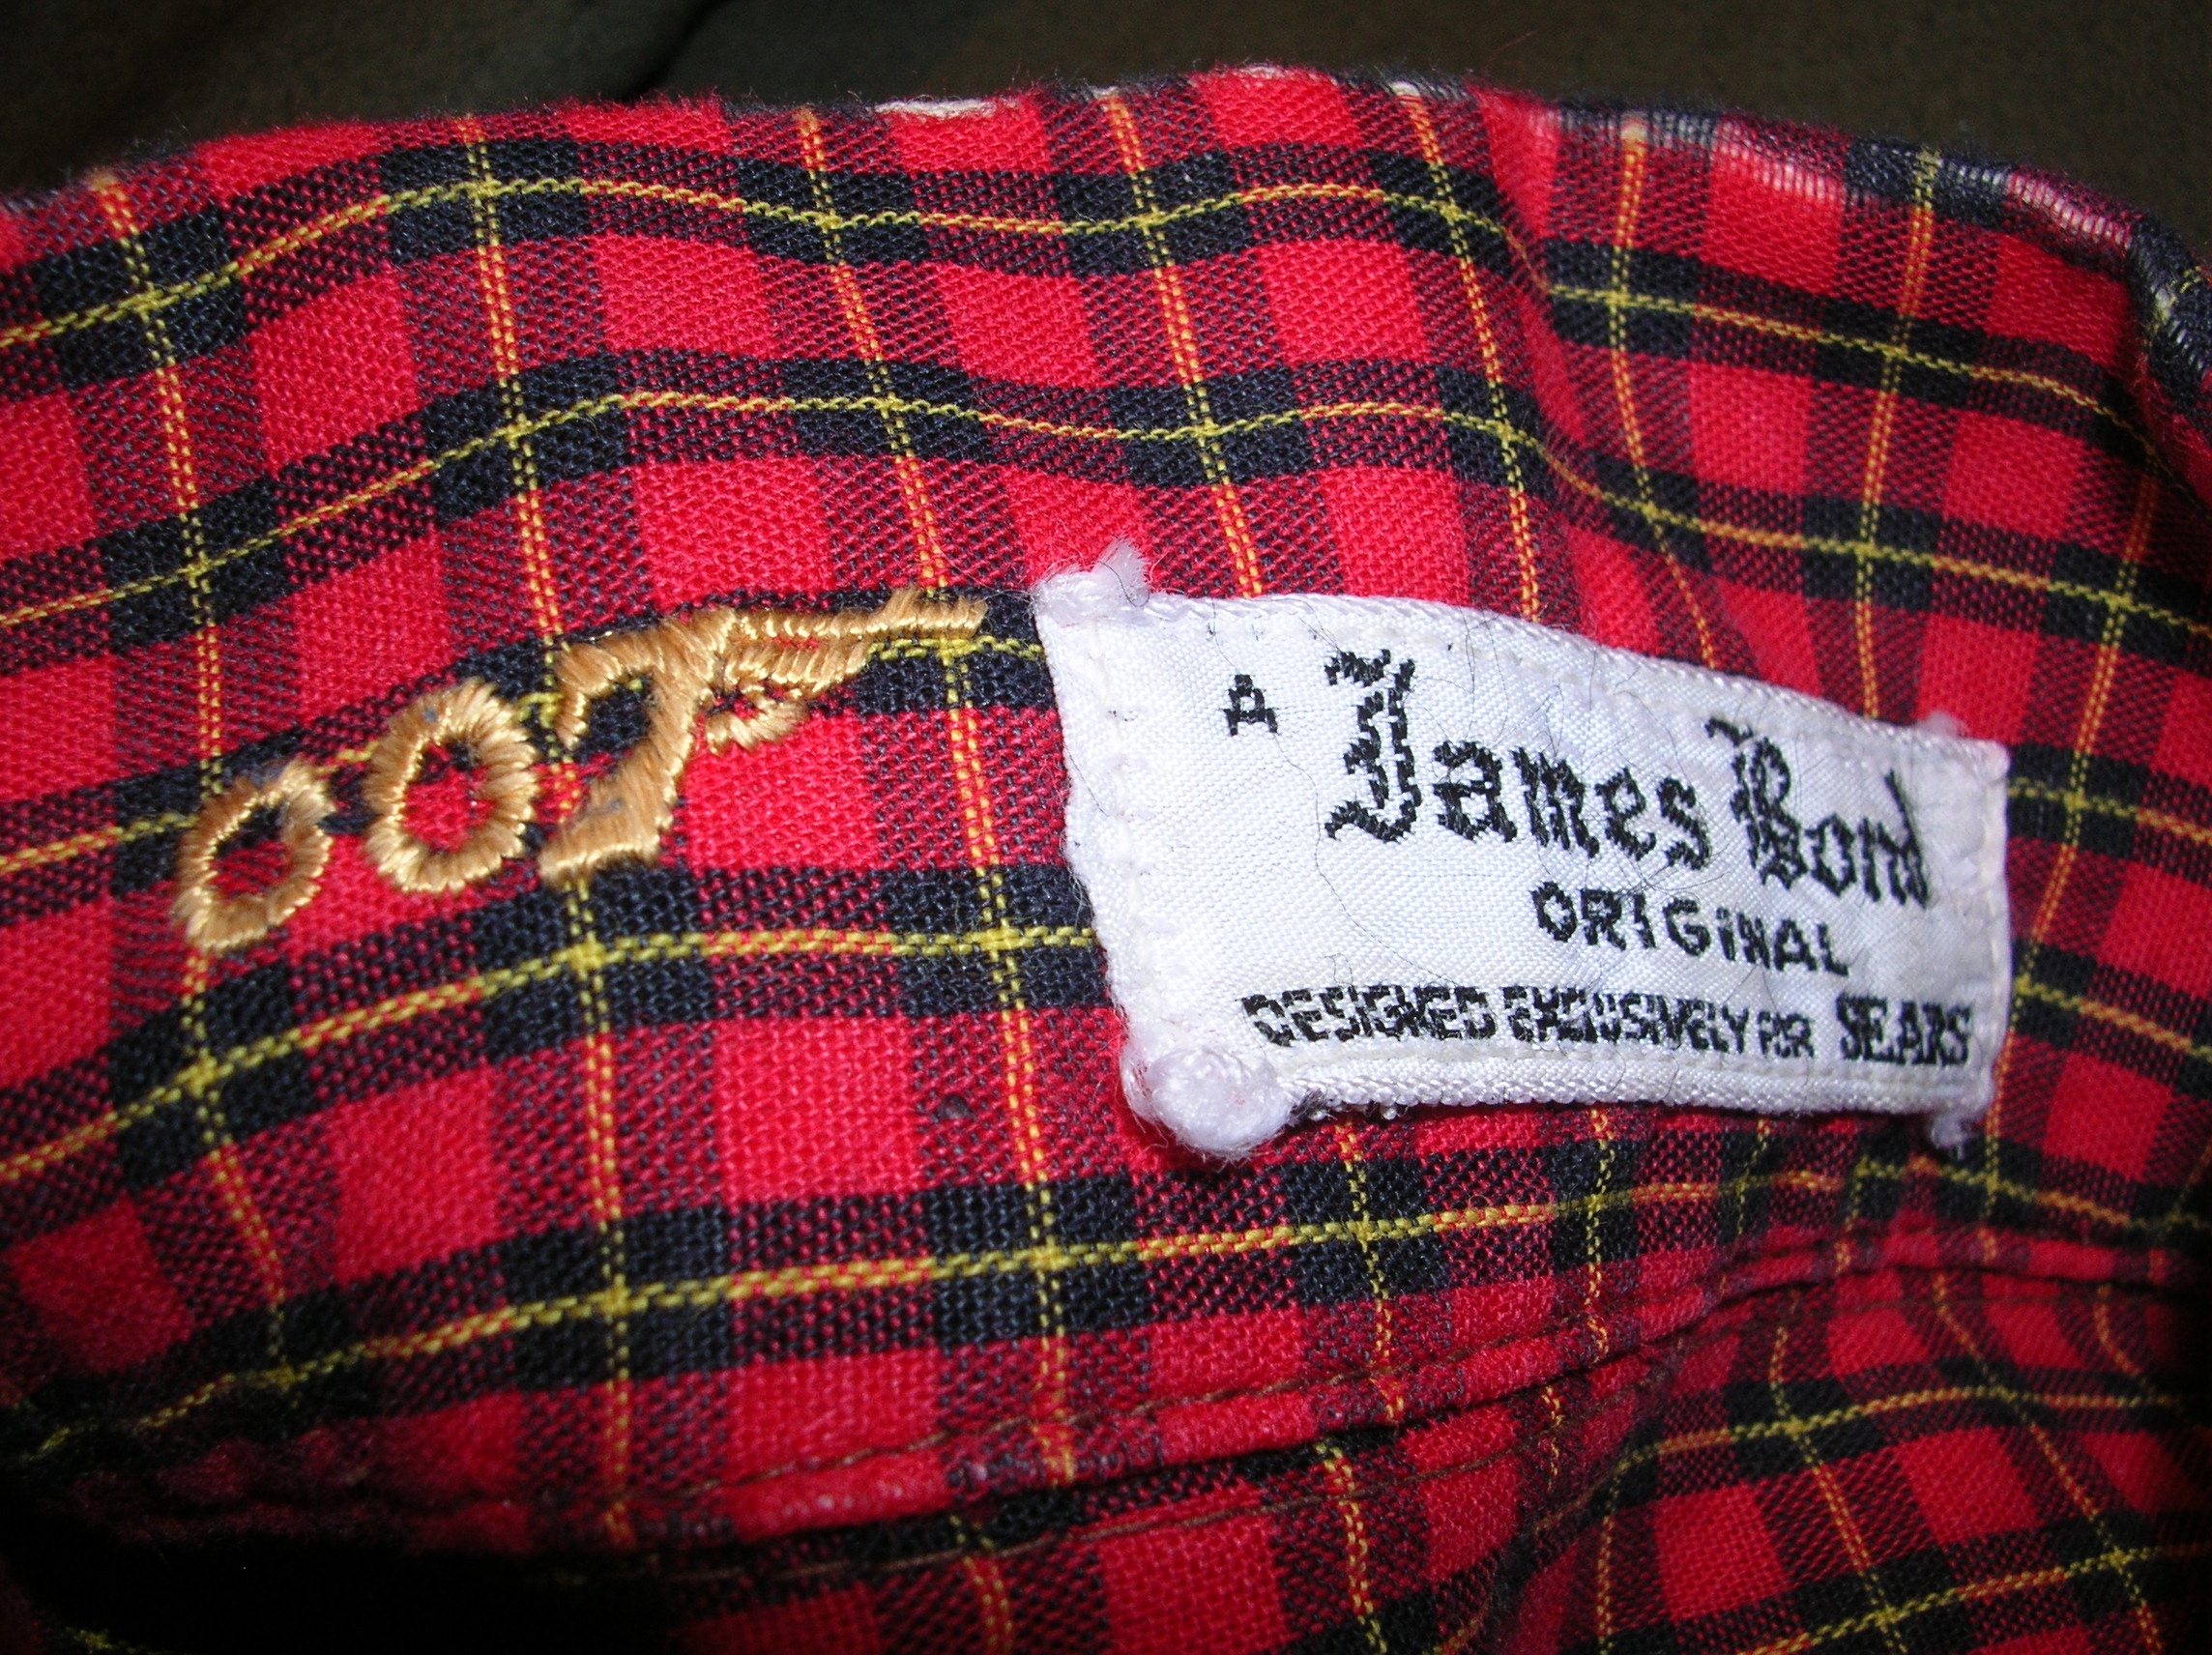 007
A James Bond
ORIGINAL
DESIGNED EXCLUSIVELY FOR SEARS